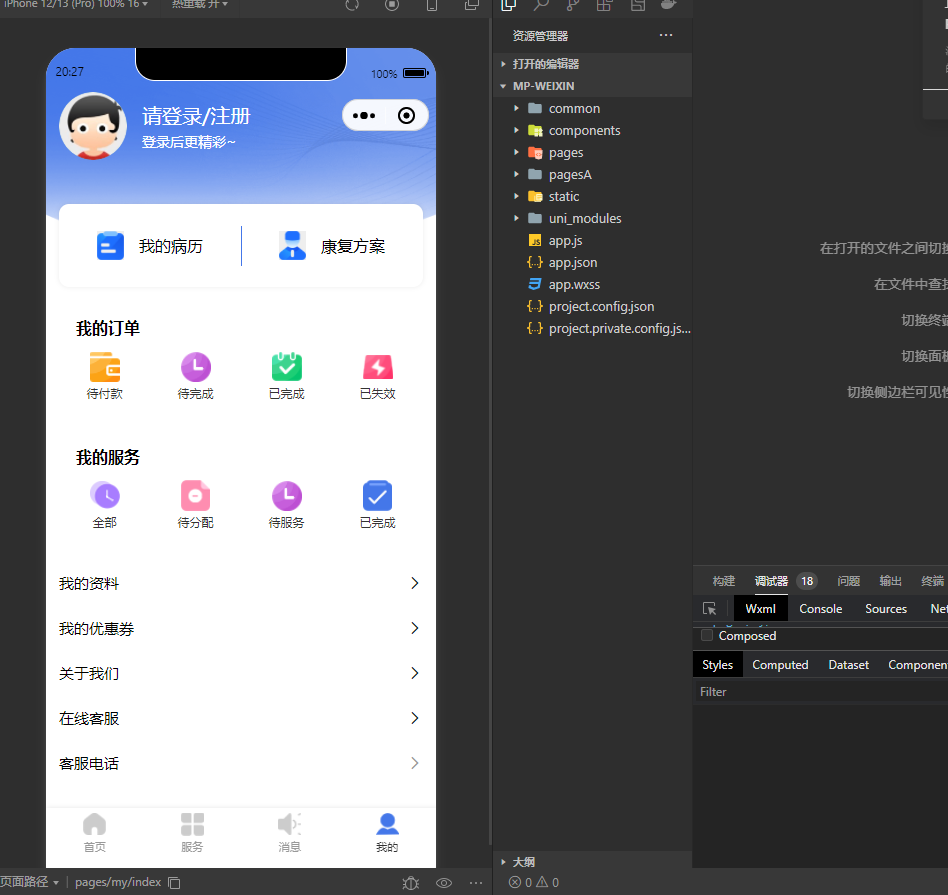 iPhone 12/13 (Pro) 100% 16
热重载 开
20:27
100%
请登录/注册
登录后更精彩~
我的病历
康复方案
我的订单
待付款
待完成
已完成
已失效
我的服务
全部
待分配
待服务
已完成
我的资料
我的优惠券
关于我们
在线客服
客服电话
首页
服务
消息
我的
页面路径
pages/my/index
资源管理器
打开的编辑器
MP-WEIXIN
common
components
pages
pagesA
static
uni_modules
app.js
app.json
app.wxss
project.config.json
project.private.config.js...
大纲
0
0
在打开的文件之间切换
在文件中查找
切换终端
切换面板
切换侧边栏可见性
构建
调试器
18
问题
输出
终端
Wxml
Console
Sources
Net
Composed
Styles
Computed
Dataset
Componen
Filter